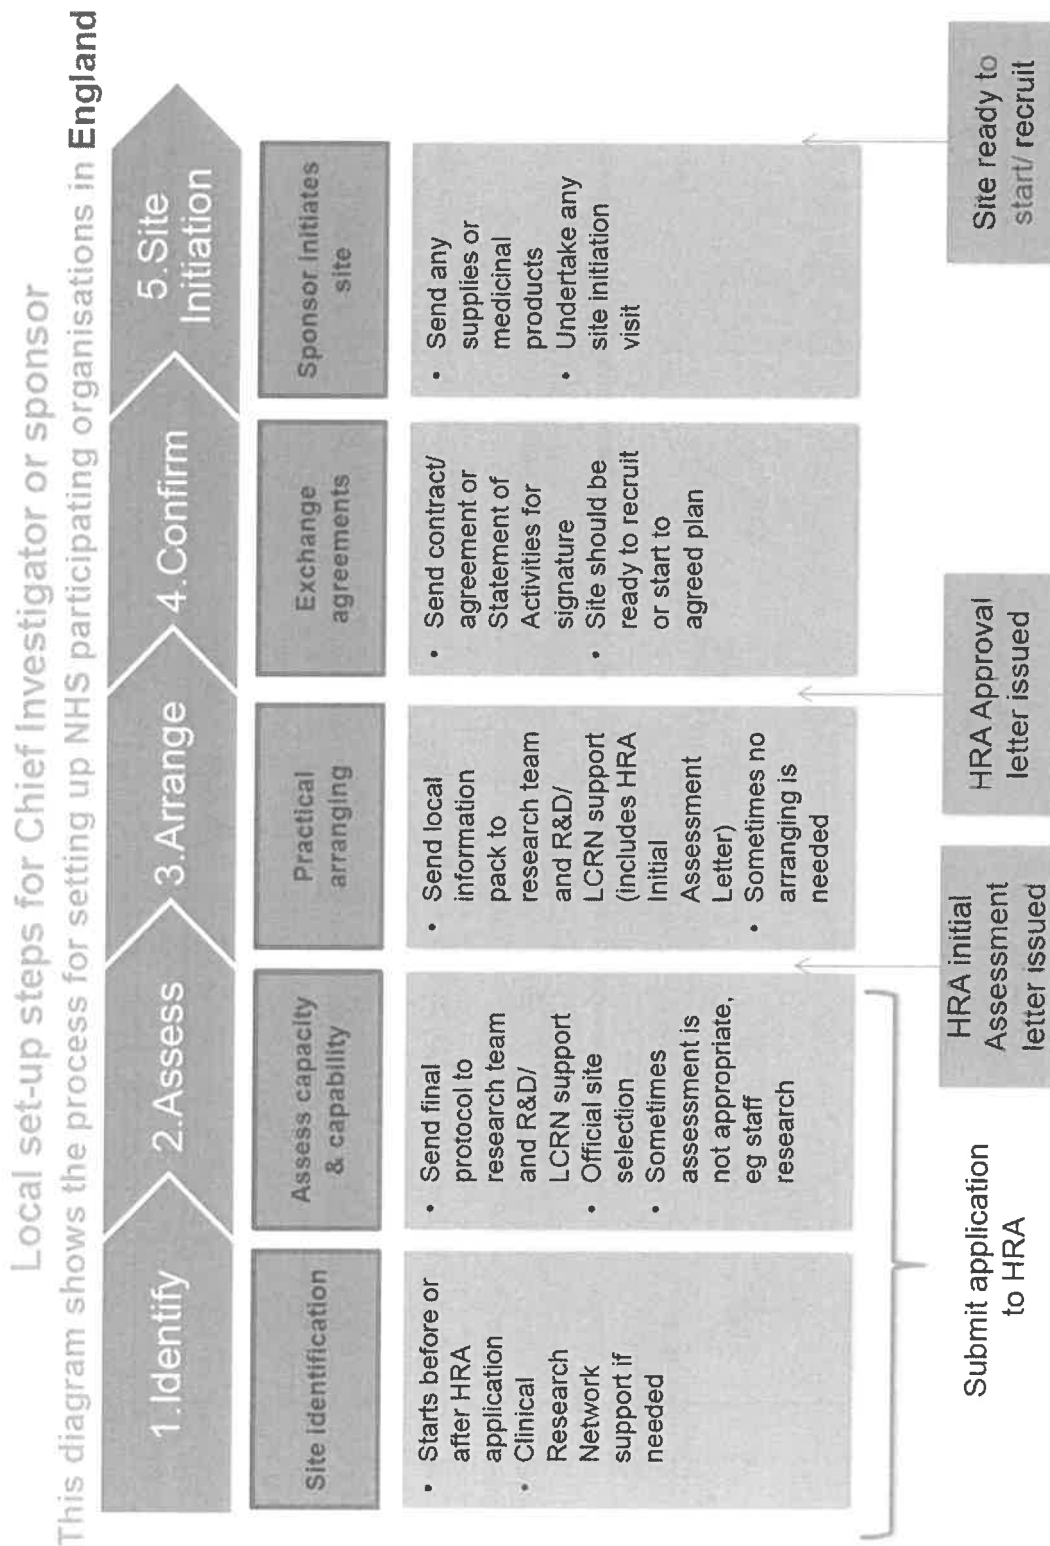 Local set-up steps for Chief Investigator or sponsor
This diagram shows the process for setting up NHS participating organisations in England
1.Identify
2.Assess
3.Arrange
4.Confirm
5.Site
Initiation
Site identification
Assess capacity
& capability
Practical
arranging
Exchange
agreements
Sponsor initiates
site
• Starts before or
after HRA
application
• Clinical
Research
Network
support if
needed
• Send final
protocol to
research team
and R&D/
LCRN support
• Official site
selection
• Sometimes
assessment is
not appropriate,
eg staff
research
• Send local
information
pack to
research team
and R&D/
LCRN support
(includes HRA
Initial
Assessment
Letter)
• Sometimes no
arranging is
needed
• Send contract/
agreement or
Statement of
Activities for
signature
• Site should be
ready to recruit
or start to
agreed plan
• Send any
supplies or
medicinal
products
• Undertake any
site initiation
visit
Submit application
to HRA
HRA initial
Assessment
letter issued
HRA Approval
letter issued
Site ready to
start/ recruit